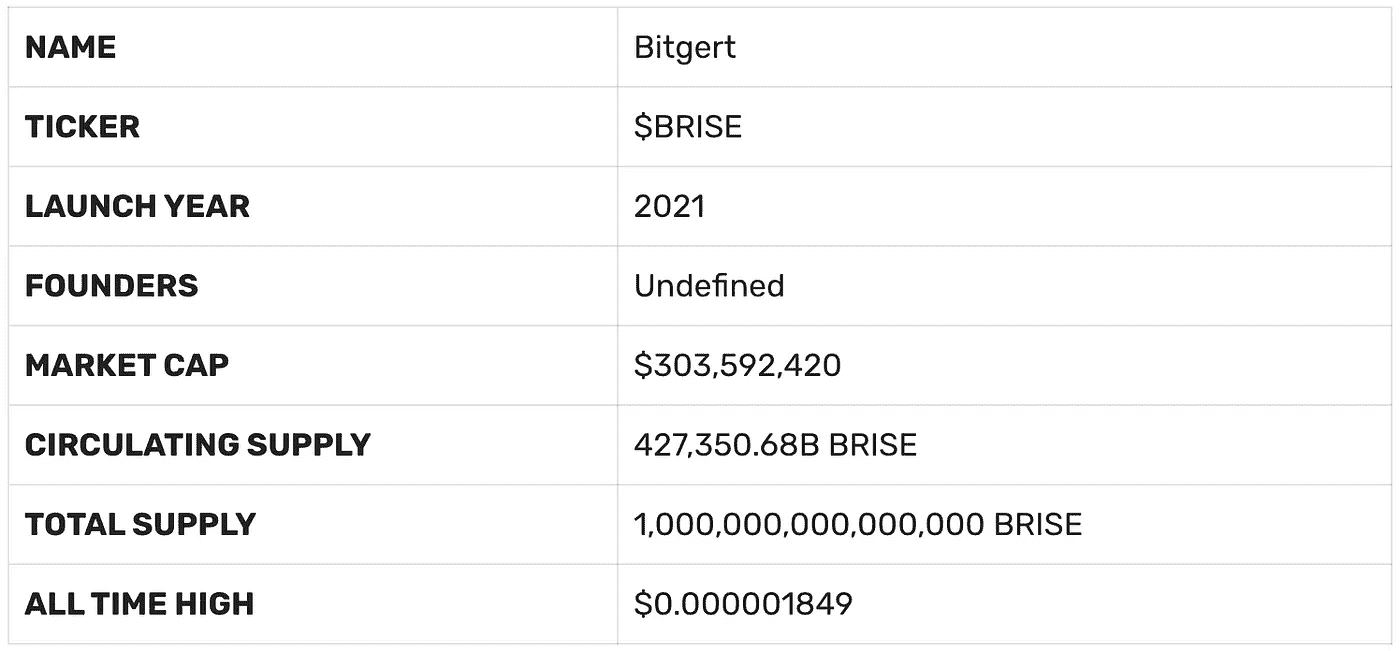 NAME Bitgert
TICKER $BRISE
LAUNCH YEAR 2021
FOUNDERS Undefined
MARKET CAP $303,592,420
CIRCULATING SUPPLY 427,350.68B BRISE
TOTAL SUPPLY 1,000,000,000,000,000 BRISE
ALL TIME HIGH $0.000001849